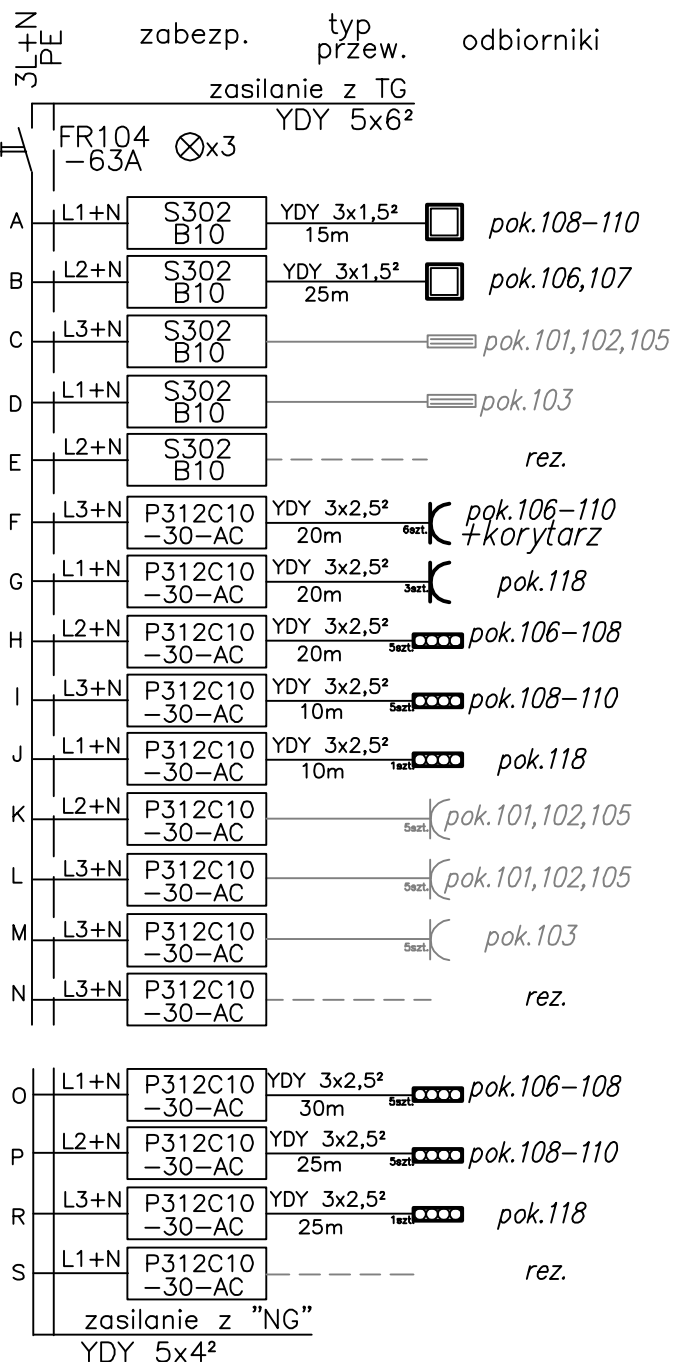 3L+N
PE
zabezp.
typ
przew.
odbiorniki
zasilanie z TG
YDY 5x6²
FR104
-63A
x3
A L1+N S302 B10 YDY 3x1,5² 15m pok.108-110
B L2+N S302 B10 YDY 3x1,5² 25m pok.106,107
C L3+N S302 B10 pok.101,102,105
D L1+N S302 B10 pok.103
E L2+N S302 B10 rez.
F L3+N P312C10 -30-AC YDY 3x2,5² 20m 6szt. pok.106-110 +korytarz
G L1+N P312C10 -30-AC YDY 3x2,5² 20m 3szt. pok.118
H L2+N P312C10 -30-AC YDY 3x2,5² 20m 5szt. pok.106-108
I L3+N P312C10 -30-AC YDY 3x2,5² 10m 5szt. pok.108-110
J L1+N P312C10 -30-AC YDY 3x2,5² 10m 1szt. pok.118
K L2+N P312C10 -30-AC 5szt. pok.101,102,105
L L3+N P312C10 -30-AC 5szt. pok.101,102,105
M L3+N P312C10 -30-AC 5szt. pok.103
N L3+N P312C10 -30-AC rez.
O L1+N P312C10 -30-AC YDY 3x2,5² 30m 5szt. pok.106-108
P L2+N P312C10 -30-AC YDY 3x2,5² 25m 5szt. pok.108-110
R L3+N P312C10 -30-AC YDY 3x2,5² 25m 1szt. pok.118
S L1+N P312C10 -30-AC rez.
zasilanie z "NG"
YDY 5x4²